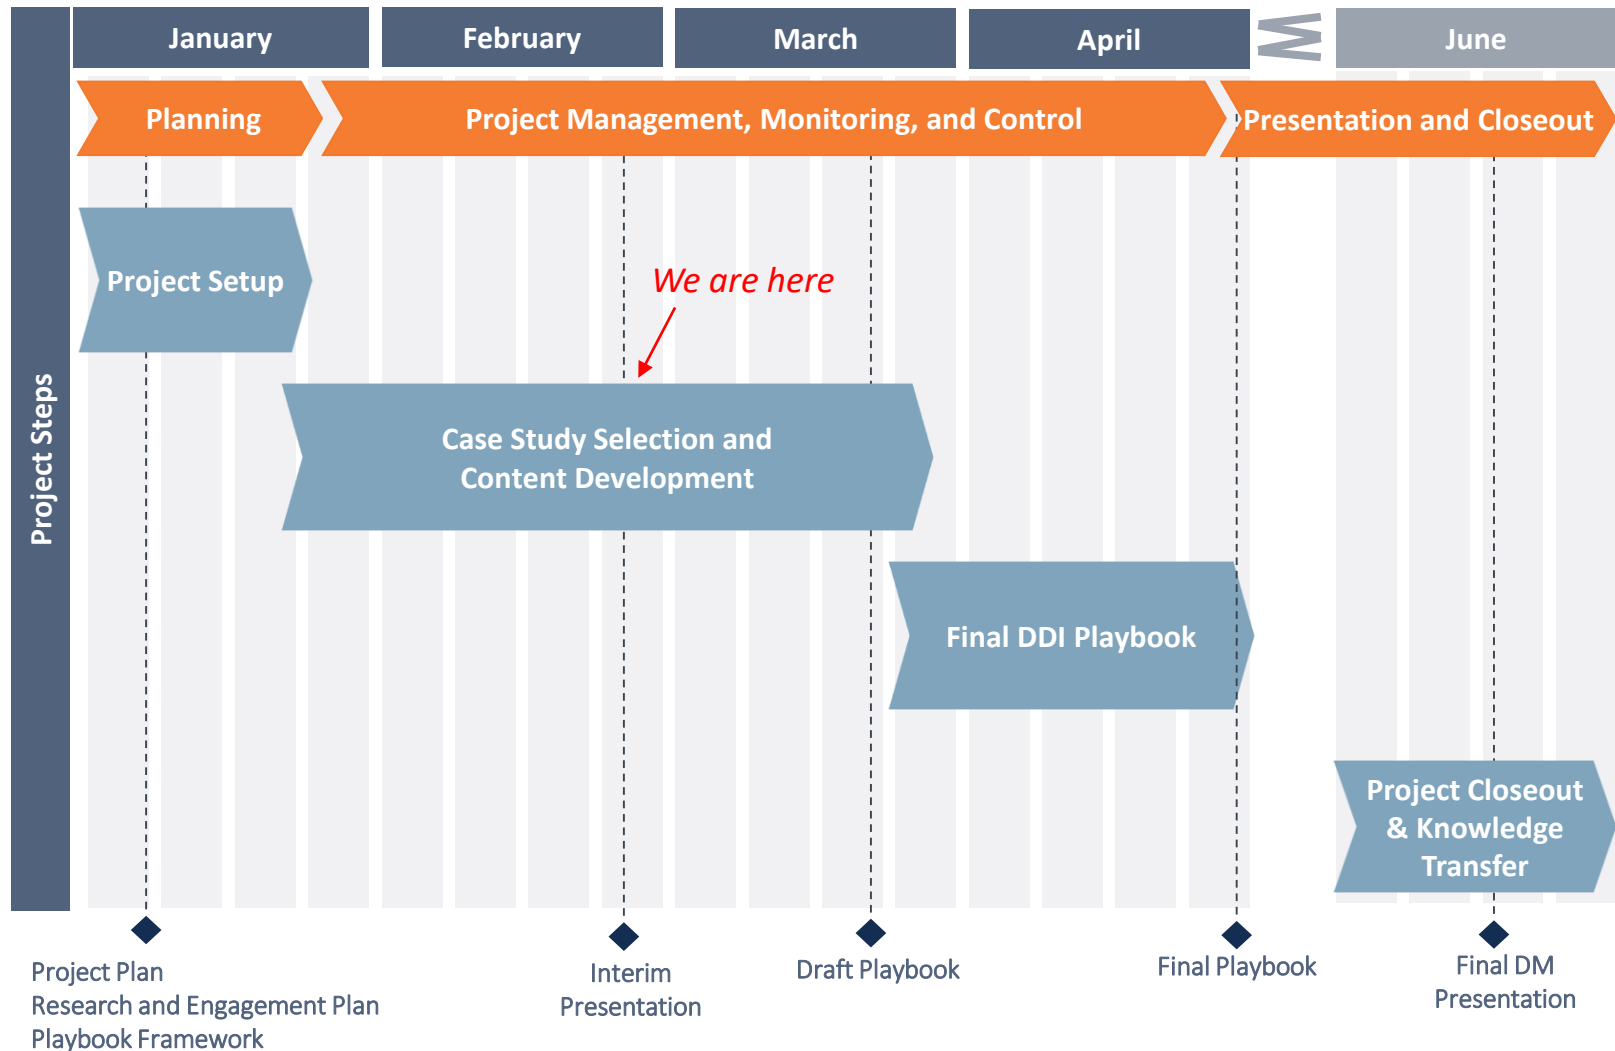 January
February
March
April
June
Planning
Project Management, Monitoring, and Control
Presentation and Closeout
Project Steps
Project Setup
We are here
Case Study Selection and
Content Development
Final DDI Playbook
Project Closeout
& Knowledge
Transfer
Project Plan
Research and Engagement Plan
Playbook Framework
Interim
Presentation
Draft Playbook
Final Playbook
Final DM
Presentation